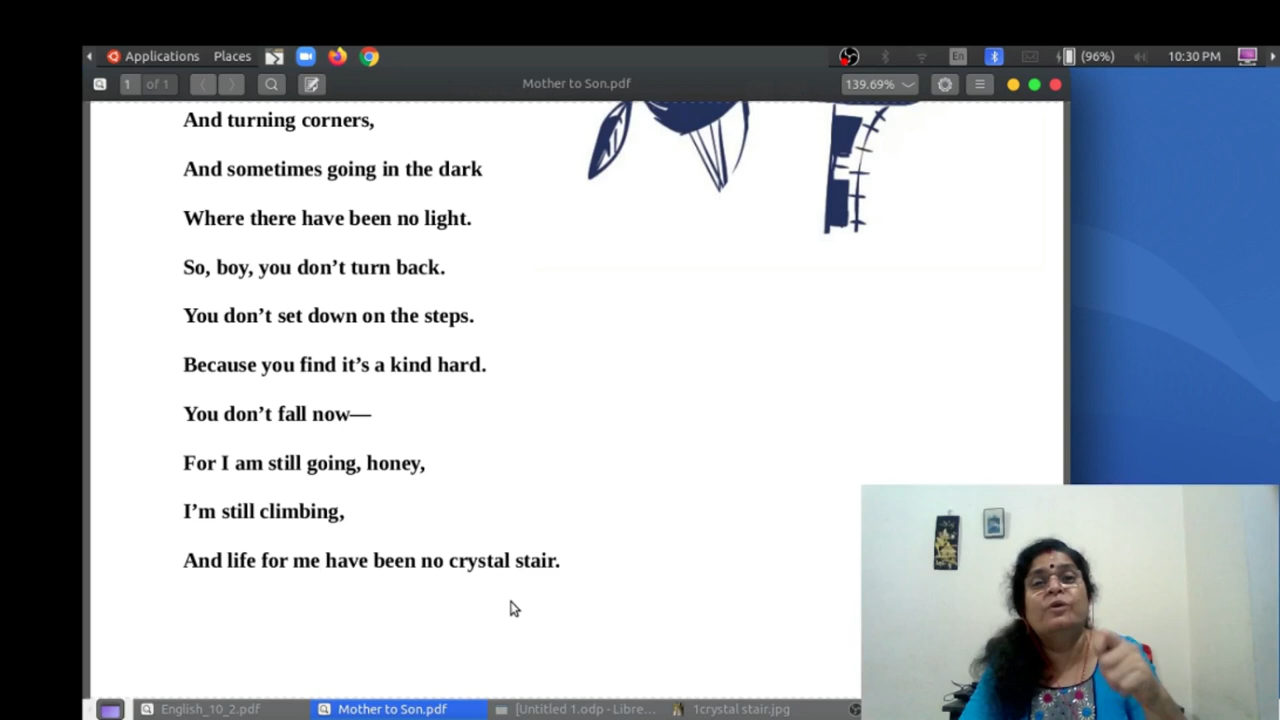 Applications Places En (96%) 10:30 PM
1 of 1 Mother to Son.pdf 139.69%
And turning corners,
And sometimes going in the dark
Where there have been no light.
So, boy, you don’t turn back.
You don’t set down on the steps.
Because you find it’s a kind hard.
You don’t fall now—
For I am still going, honey,
I’m still climbing,
And life for me have been no crystal stair.
English_10_2.pdf Mother to Son.pdf [Untitled 1.odp - Libre... 1crystal stair.jpg